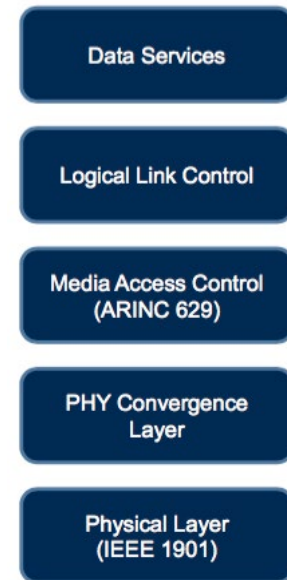 Data Services
Logical Link Control
Media Access Control
(ARINC 629)
PHY Convergence
Layer
Physical Layer
(IEEE 1901)